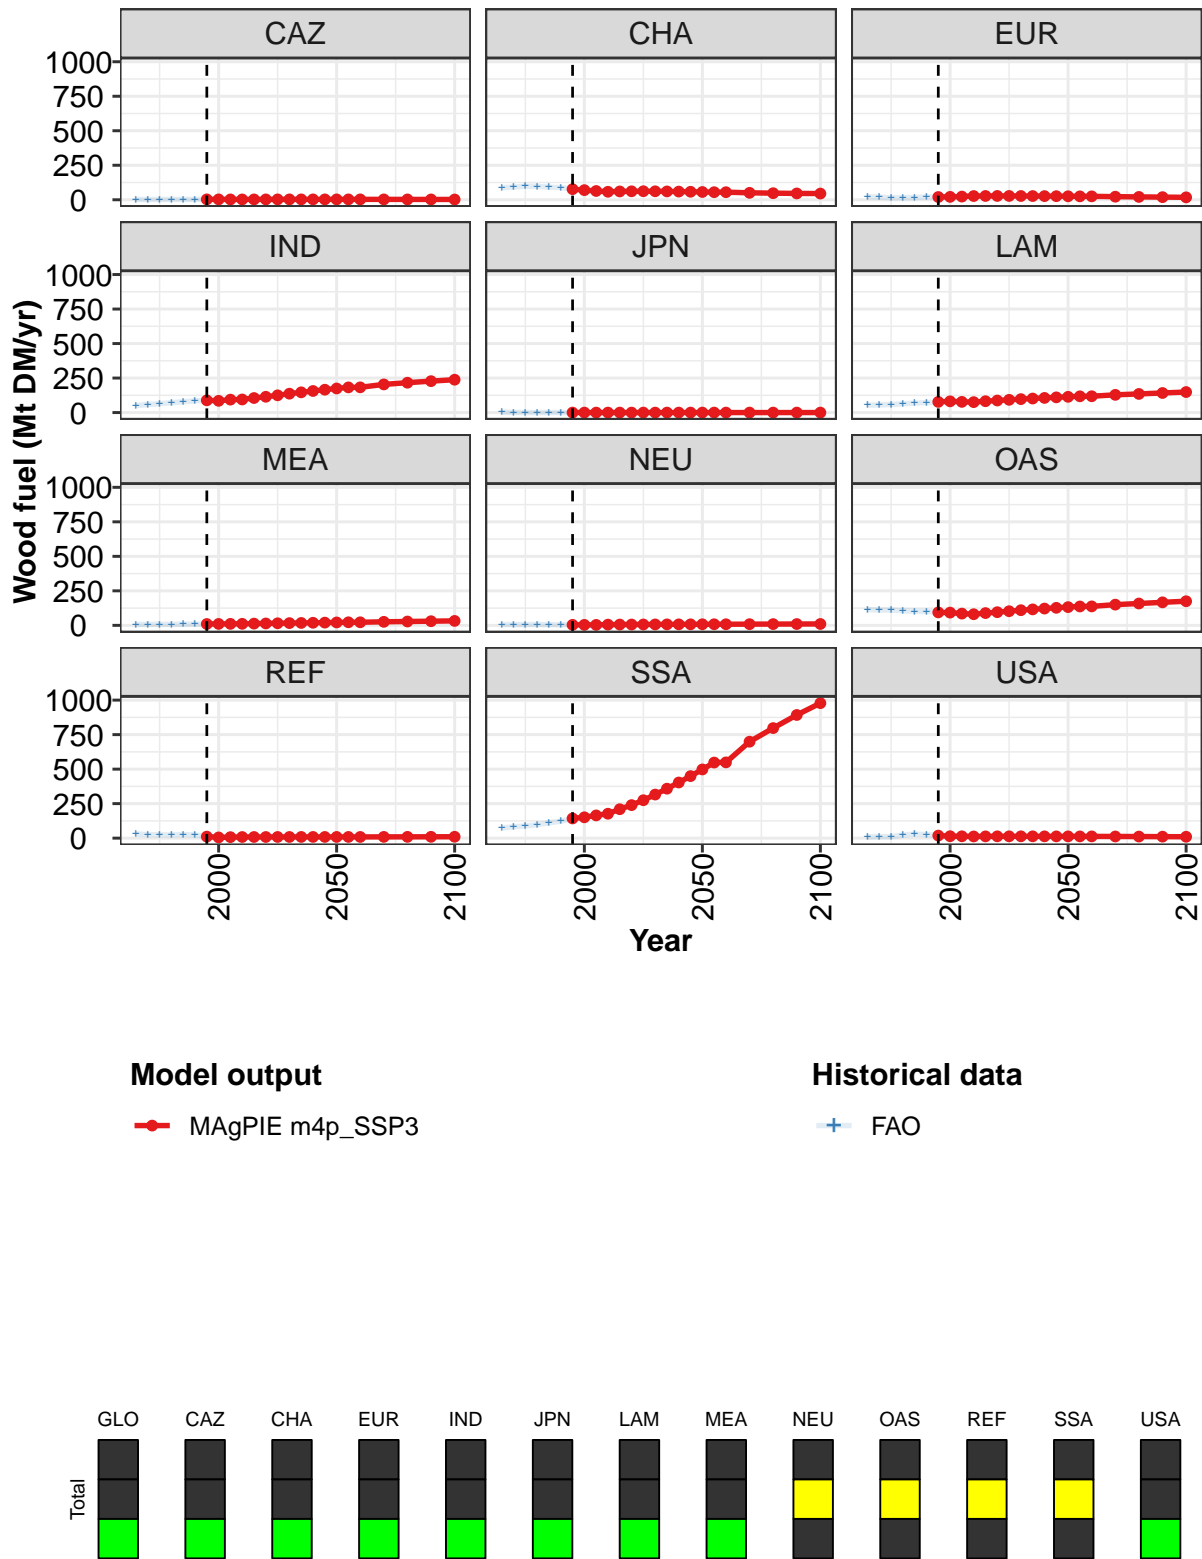 CAZ CHA EUR
1000
750
500
250
0
IND JPN LAM
1000
750
500
250
0
MEA NEU OAS
1000
750
500
250
0
REF SSA USA
1000
750
500
250
0
Wood fuel (Mt DM/yr)
2000 2050 2100 2000 2050 2100 2000 2050 2100
Year
Model output Historical data
MAgPIE m4p_SSP3 FAO
GLO CAZ CHA EUR IND JPN LAM MEA NEU OAS REF SSA USA
Total